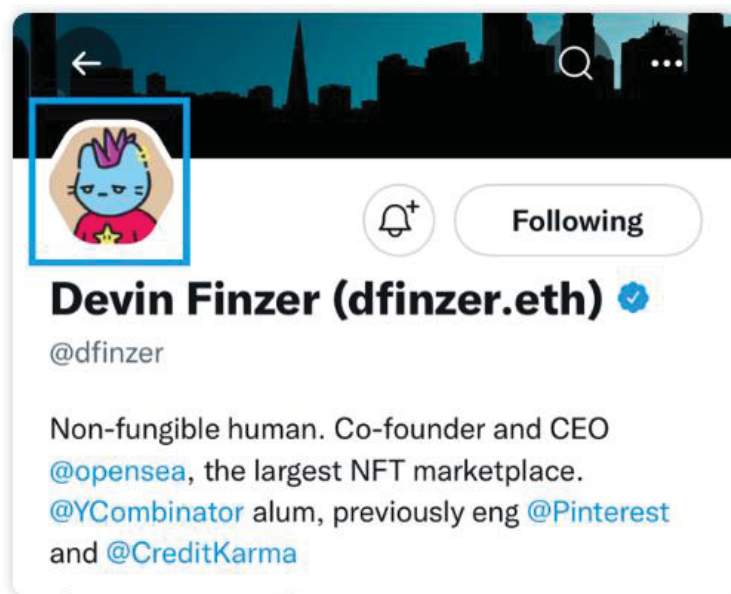 Following
Devin Finzer (dfinzer.eth)
@dfinzer
Non-fungible human. Co-founder and CEO
@opensea, the largest NFT marketplace.
@YCombinator alum, previously eng @Pinterest
and @CreditKarma